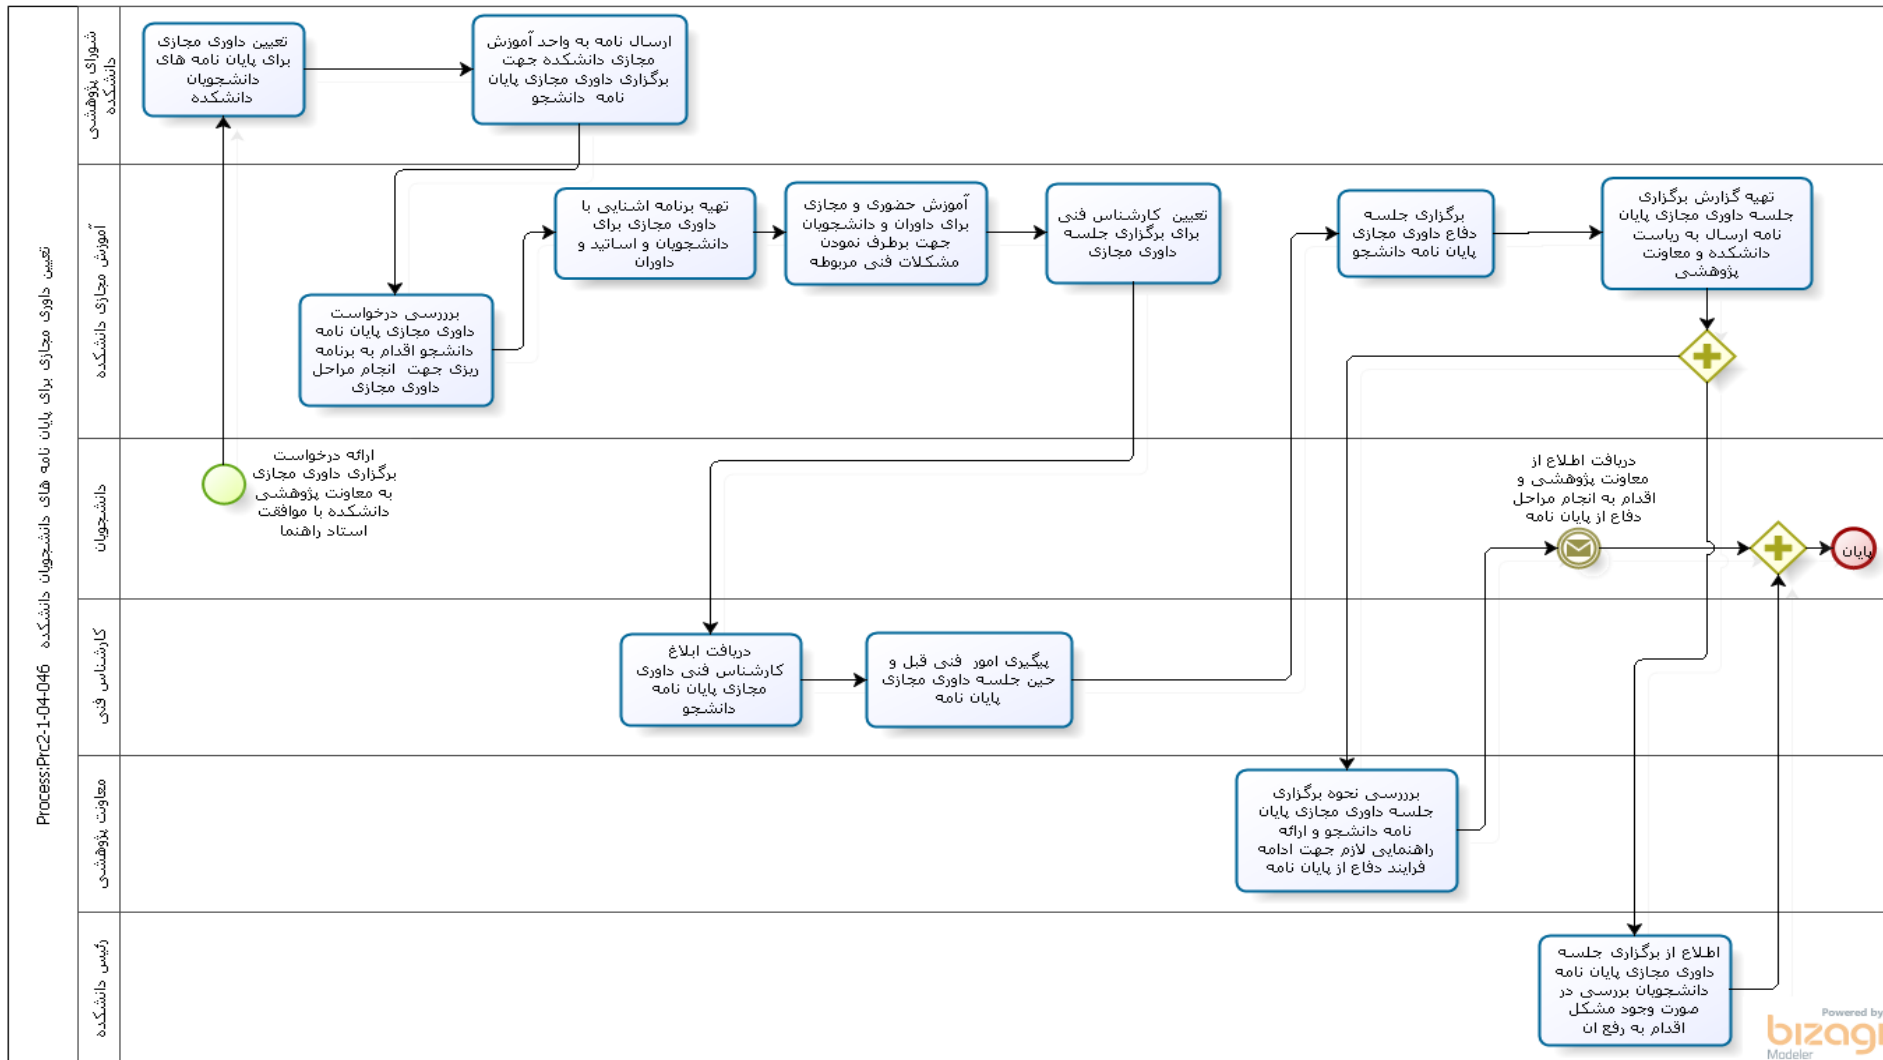 تعیین داوری مجازی برای پایان نامه های دانشجویان دانشکده Process:Prc2-1-04-046
شورای پژوهشی
دانشکده
تعیین داوری مجازی
برای پایان نامه های
دانشجویان
دانشکده
ارسال نامه به واحد آموزش
مجازی دانشکده جهت
برگزاری داوری مجازی پایان
نامه دانشجو
آموزش مجازی دانشکده
بررسی درخواست
داوری مجازی پایان نامه
دانشجو اقدام به برنامه
ریزی جهت انجام مراحل
داوری مجازی
تهیه برنامه اشنایی با
داوری مجازی برای
دانشجویان و اساتید و
داوران
آموزش حضوری و مجازی
برای داوران و دانشجویان
جهت برطرف نمودن
مشکلات فنی مربوطه
تعیین کارشناس فنی
برای برگزاری جلسه
داوری مجازی
برگزاری جلسه
دفاع داوری مجازی
پایان نامه دانشجو
تهیه گزارش برگزاری
جلسه داوری مجازی پایان
نامه ارسال به ریاست
دانشکده و معاونت
پژوهشی
دانشجویان
ارائه درخواست
برگزاری داوری مجازی
به معاونت پژوهشی
دانشکده با موافقت
استاد راهنما
دریافت اطلاع از
معاونت پژوهشی و
اقدام به انجام مراحل
دفاع از پایان نامه
پایان
کارشناس فنی
دریافت ابلاغ
کارشناس فنی داوری
مجازی پایان نامه
دانشجو
پیگیری امور فنی قبل و
حین جلسه داوری مجازی
پایان نامه
معاونت پژوهشی
بررسی نحوه برگزاری
جلسه داوری مجازی پایان
نامه دانشجو و ارائه
راهنمایی لازم جهت ادامه
فرایند دفاع از پایان نامه
رئیس دانشکده
اطلاع از برگزاری جلسه
داوری مجازی پایان نامه
دانشجویان بررسی در
صورت وجود مشکل
اقدام به رفع ان
Powered by
bizagi
Modeler